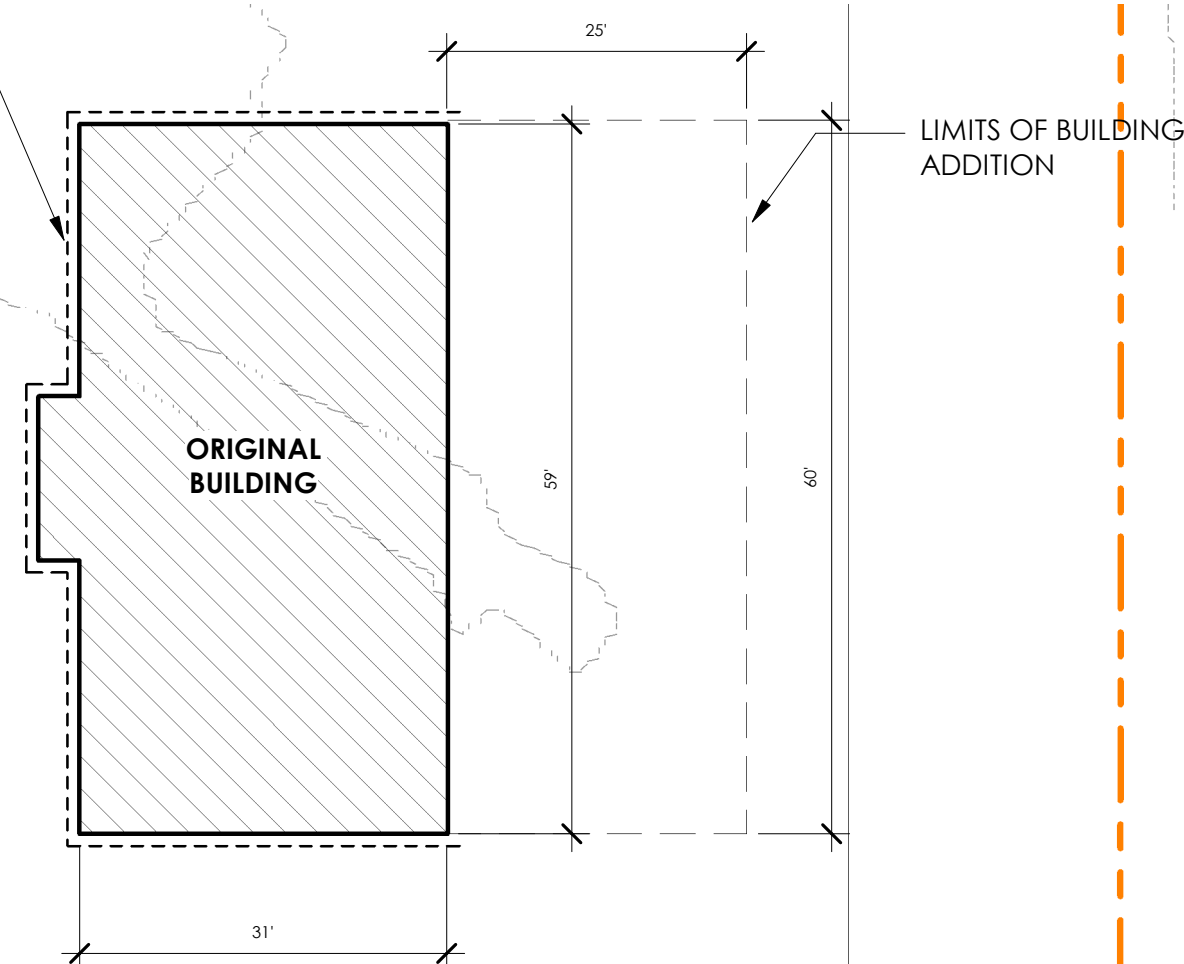 25'
LIMITS OF BUILDING
ADDITION
ORIGINAL
BUILDING
59'
60'
31'